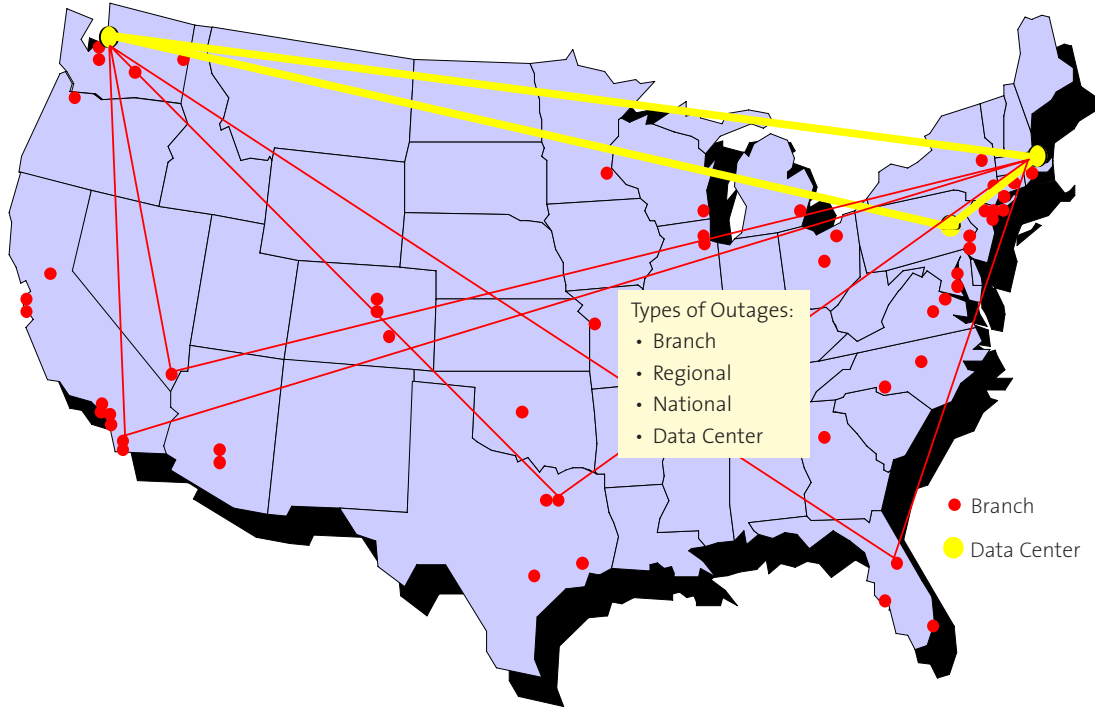 Types of Outages:
• Branch
• Regional
• National
• Data Center
Branch
Data Center